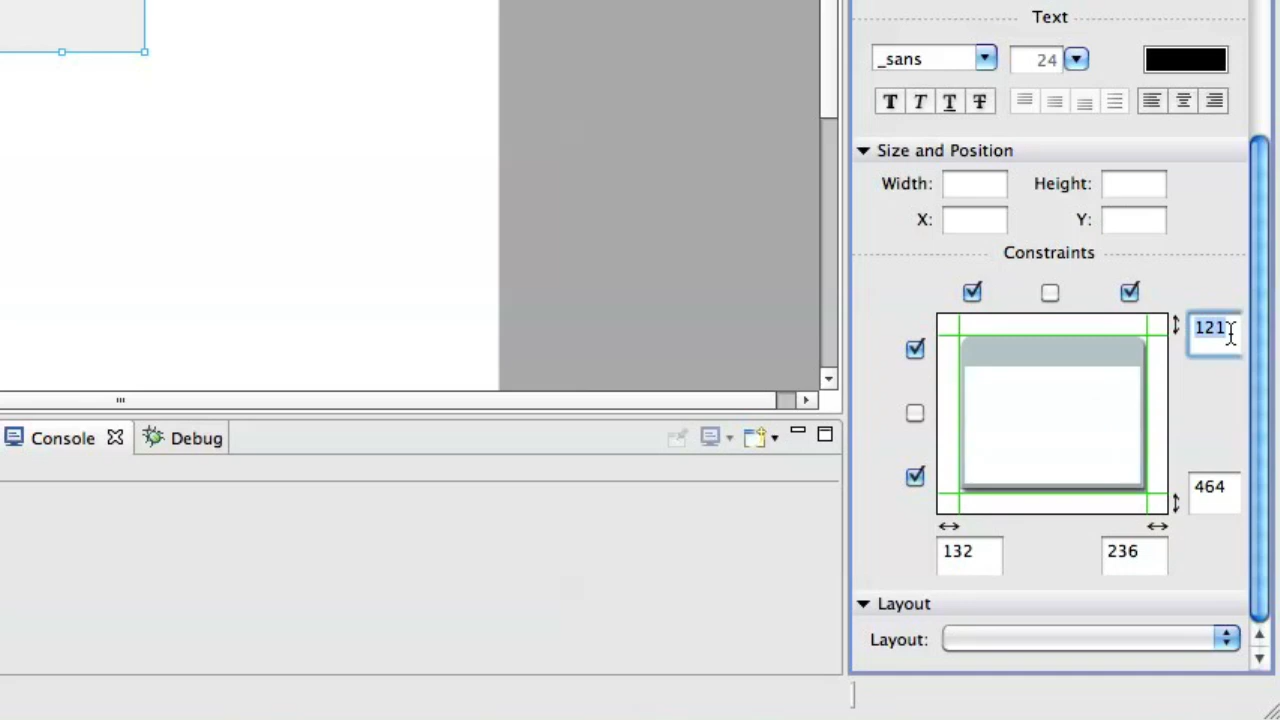 Text
_sans
24
T T T T
Size and Position
Width:
Height:
X:
Y:
Constraints
121
464
132
236
Console
Debug
Layout
Layout: